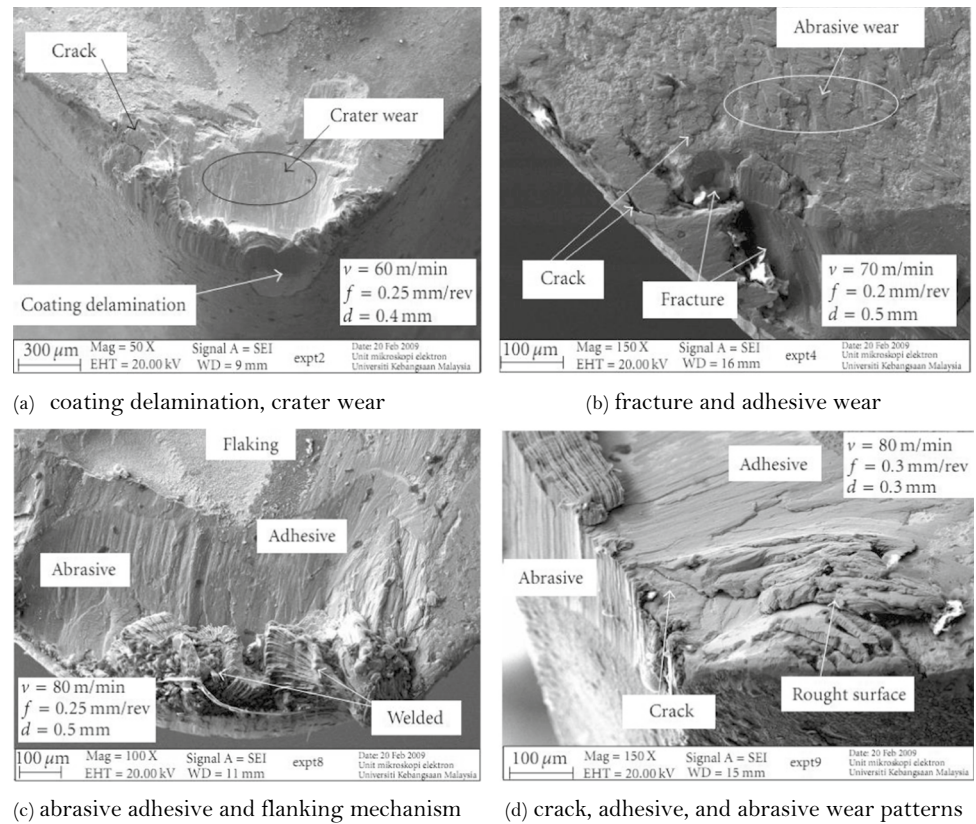 Crack
Crater wear
Coating delamination
v = 60 m/min
f = 0.25 mm/rev
d = 0.4 mm
300 μm
Mag = 50 X
EHT = 20.00 kV
Signal A = SEI
WD = 9 mm
expt2
Date: 20 Feb 2009
Unit mikroskopi elektron
Universiti Kebangsaan Malaysia
(a) coating delamination, crater wear
Abrasive wear
Crack
Fracture
v = 70 m/min
f = 0.2 mm/rev
d = 0.5 mm
100 μm
Mag = 150 X
EHT = 20.00 kV
Signal A = SEI
WD = 16 mm
expt4
Date: 20 Feb 2009
Unit mikroskopi elektron
Universiti Kebangsaan Malaysia
(b) fracture and adhesive wear
Flaking
Adhesive
Abrasive
v = 80 m/min
f = 0.25 mm/rev
d = 0.5 mm
Welded
100 μm
Mag = 100 X
EHT = 20.00 kV
Signal A = SEI
WD = 11 mm
expt8
Date: 20 Feb 2009
Unit mikroskopi elektron
Universiti Kebangsaan Malaysia
(c) abrasive adhesive and flanking mechanism
v = 80 m/min
f = 0.3 mm/rev
d = 0.3 mm
Adhesive
Abrasive
Rought surface
Crack
100 μm
Mag = 150 X
EHT = 20.00 kV
Signal A = SEI
WD = 15 mm
expt9
Date: 20 Feb 2009
Unit mikroskopi elektron
Universiti Kebangsaan Malaysia
(d) crack, adhesive, and abrasive wear patterns